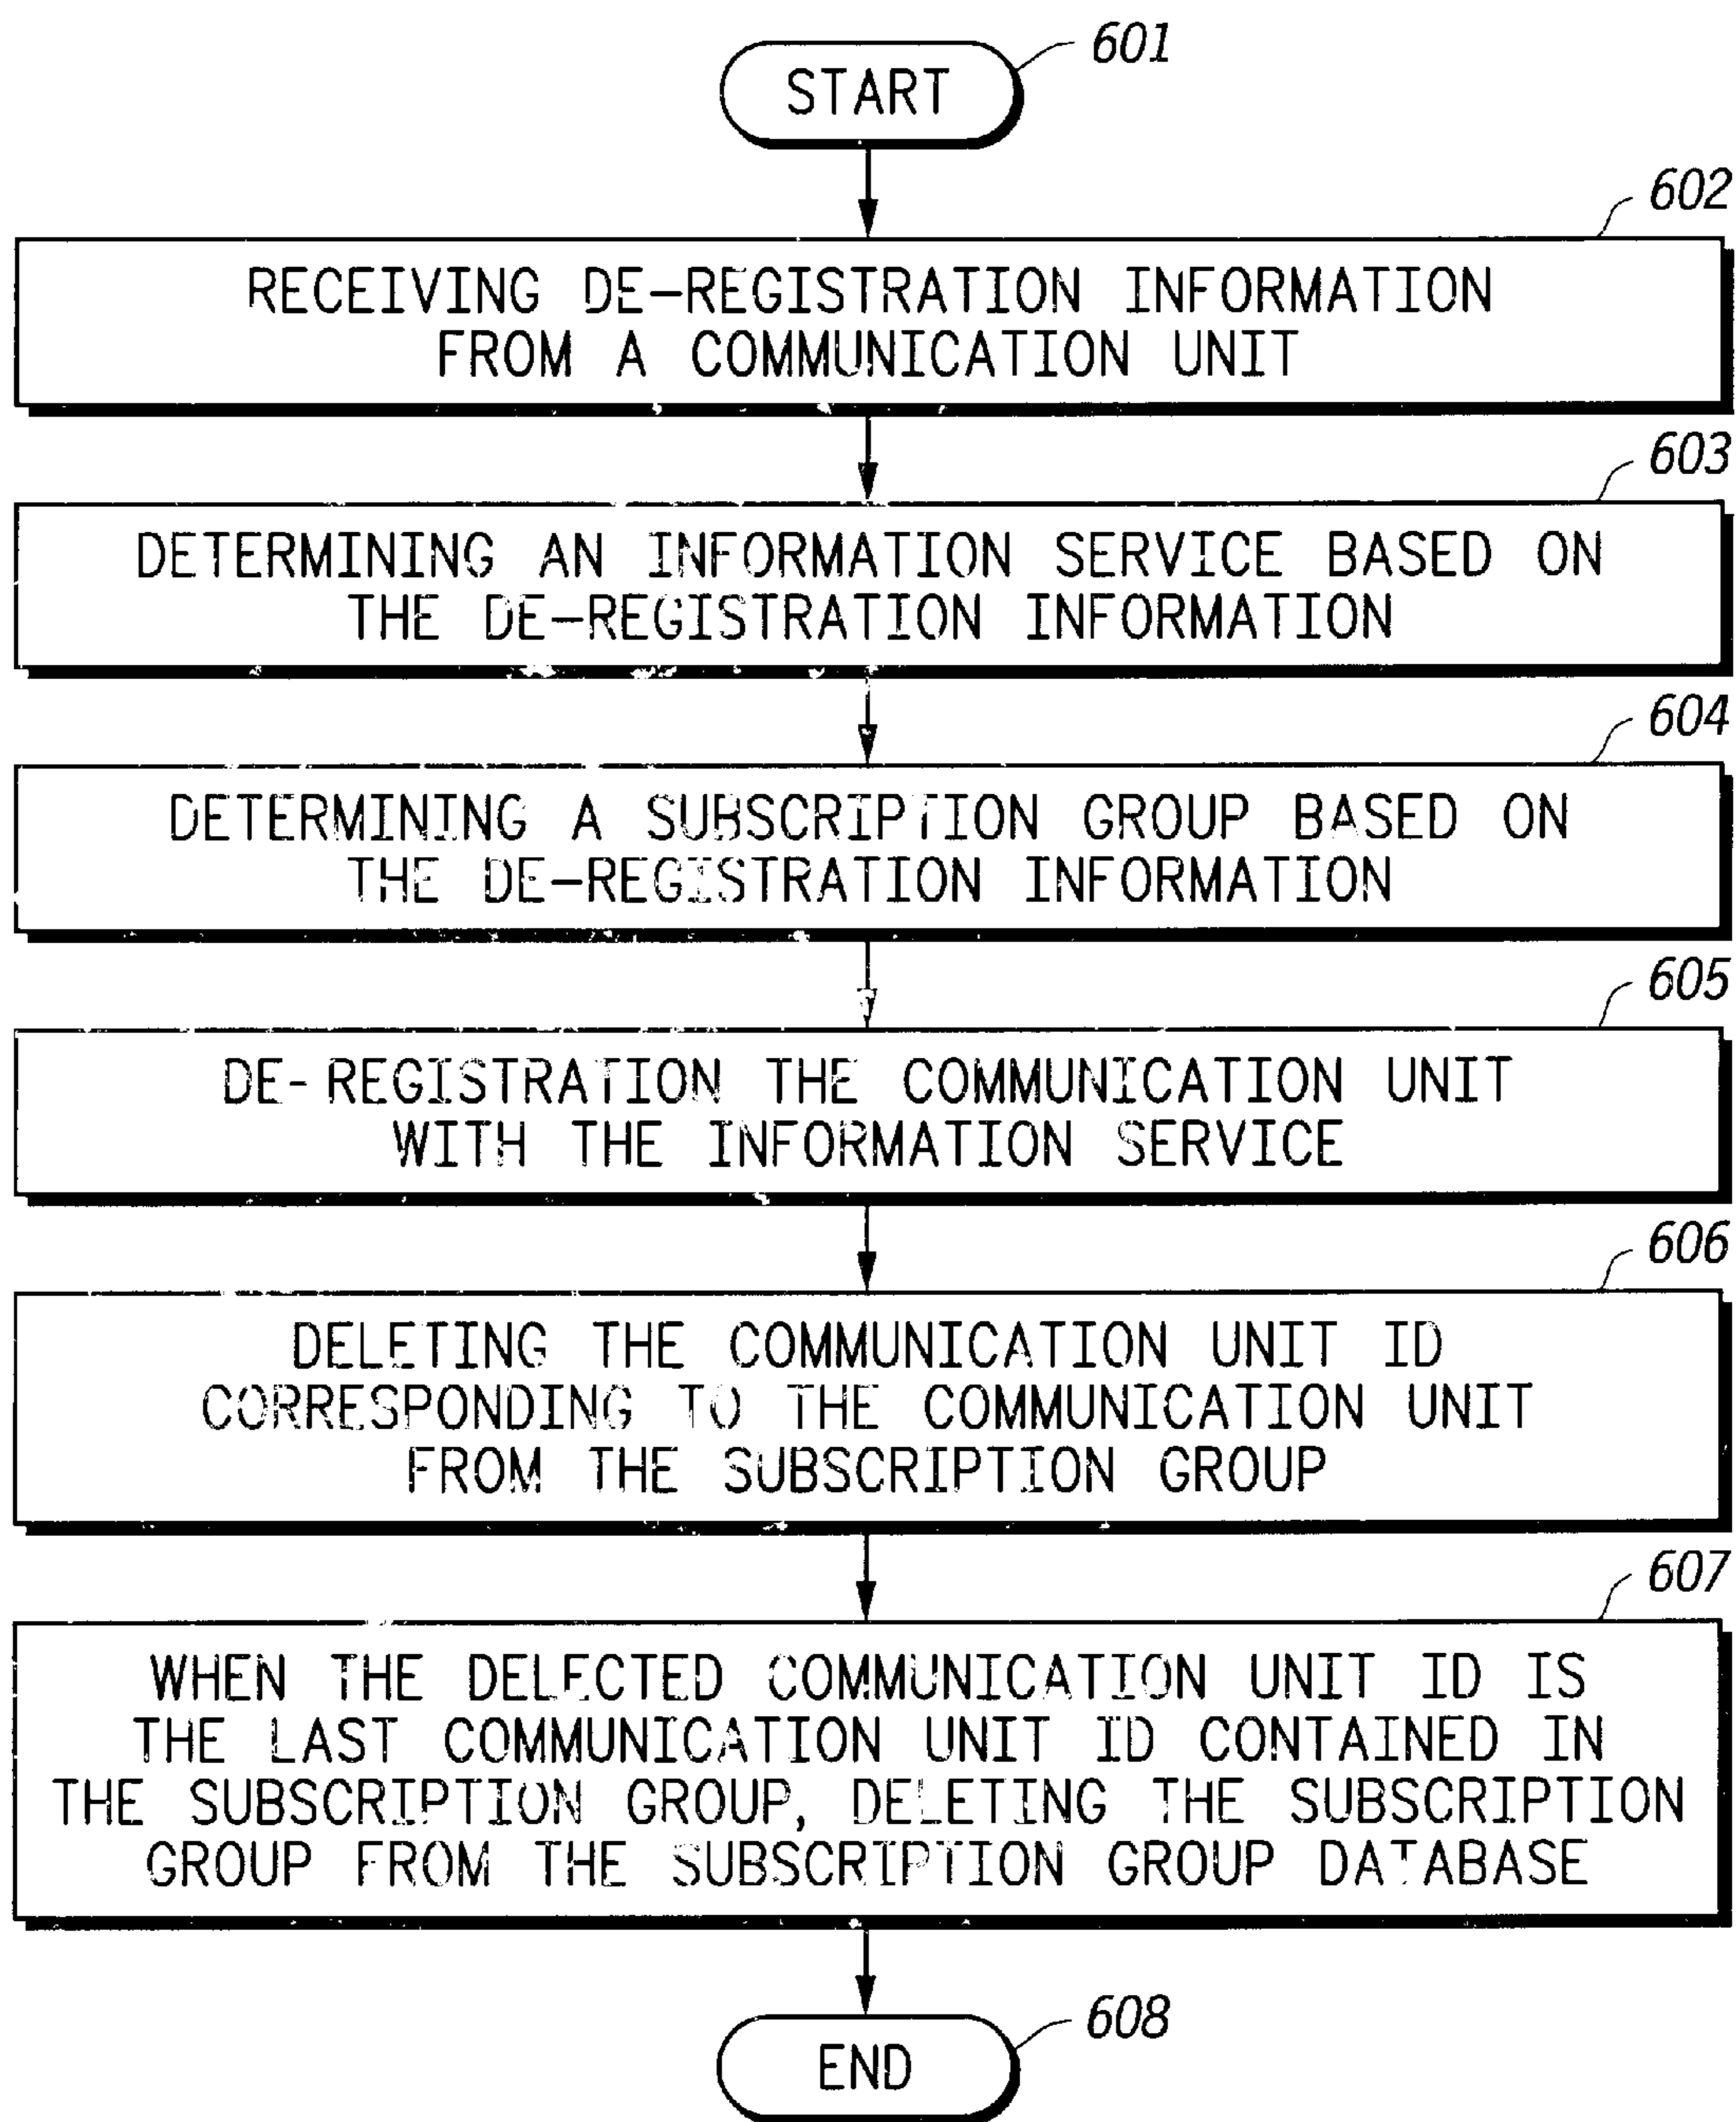 START
601
602
RECEIVING DE-REGISTRATION INFORMATION
FROM A COMMUNICATION UNIT
603
DETERMINING AN INFORMATION SERVICE BASED ON
THE DE-REGISTRATION INFORMATION
604
DETERMINING A SUBSCRIPTION GROUP BASED ON
THE DE-REGISTRATION INFORMATION
605
DE-REGISTRATION THE COMMUNICATION UNIT
WITH THE INFORMATION SERVICE
606
DELETING THE COMMUNICATION UNIT ID
CORRESPONDING TO THE COMMUNICATION UNIT
FROM THE SUBSCRIPTION GROUP
607
WHEN THE DELECTED COMMUNICATION UNIT ID IS
THE LAST COMMUNICATION UNIT ID CONTAINED IN
THE SUBSCRIPTION GROUP, DELETING THE SUBSCRIPTION
GROUP FROM THE SUBSCRIPTION GROUP DATABASE
608
END